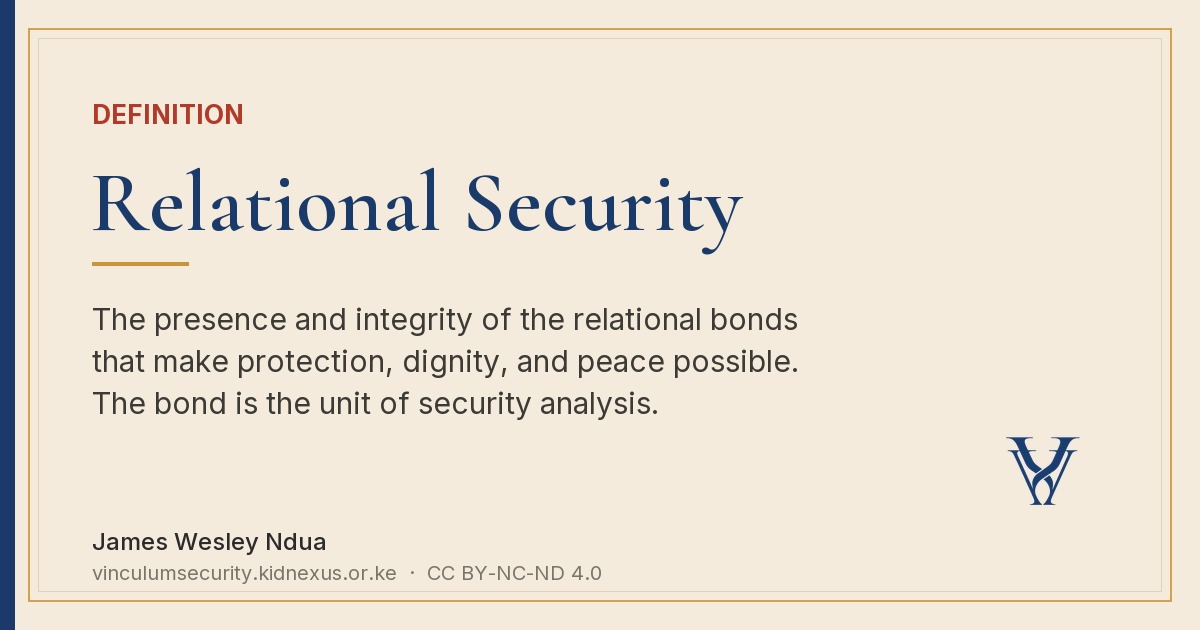 DEFINITION
Relational Security
The presence and integrity of the relational bonds
that make protection, dignity, and peace possible.
The bond is the unit of security analysis.
James Wesley Ndua
vinculumsecurity.kidnexus.or.ke · CC BY-NC-ND 4.0